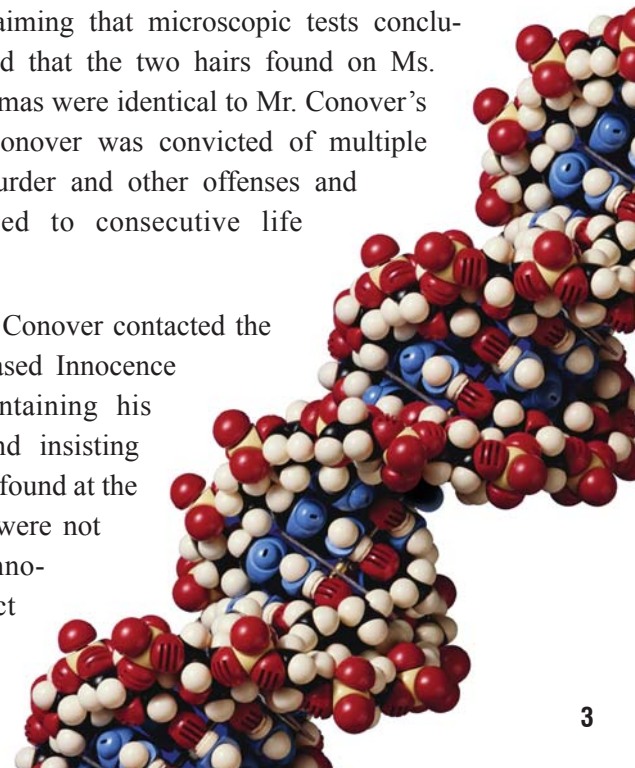 aiming that microscopic tests conclu-
d that the two hairs found on Ms.
mas were identical to Mr. Conover's
onover was convicted of multiple
urder and other offenses and
ed to consecutive life
Conover contacted the
ased Innocence
ntaining his
nd insisting
found at the
were not
nno-
ct
3